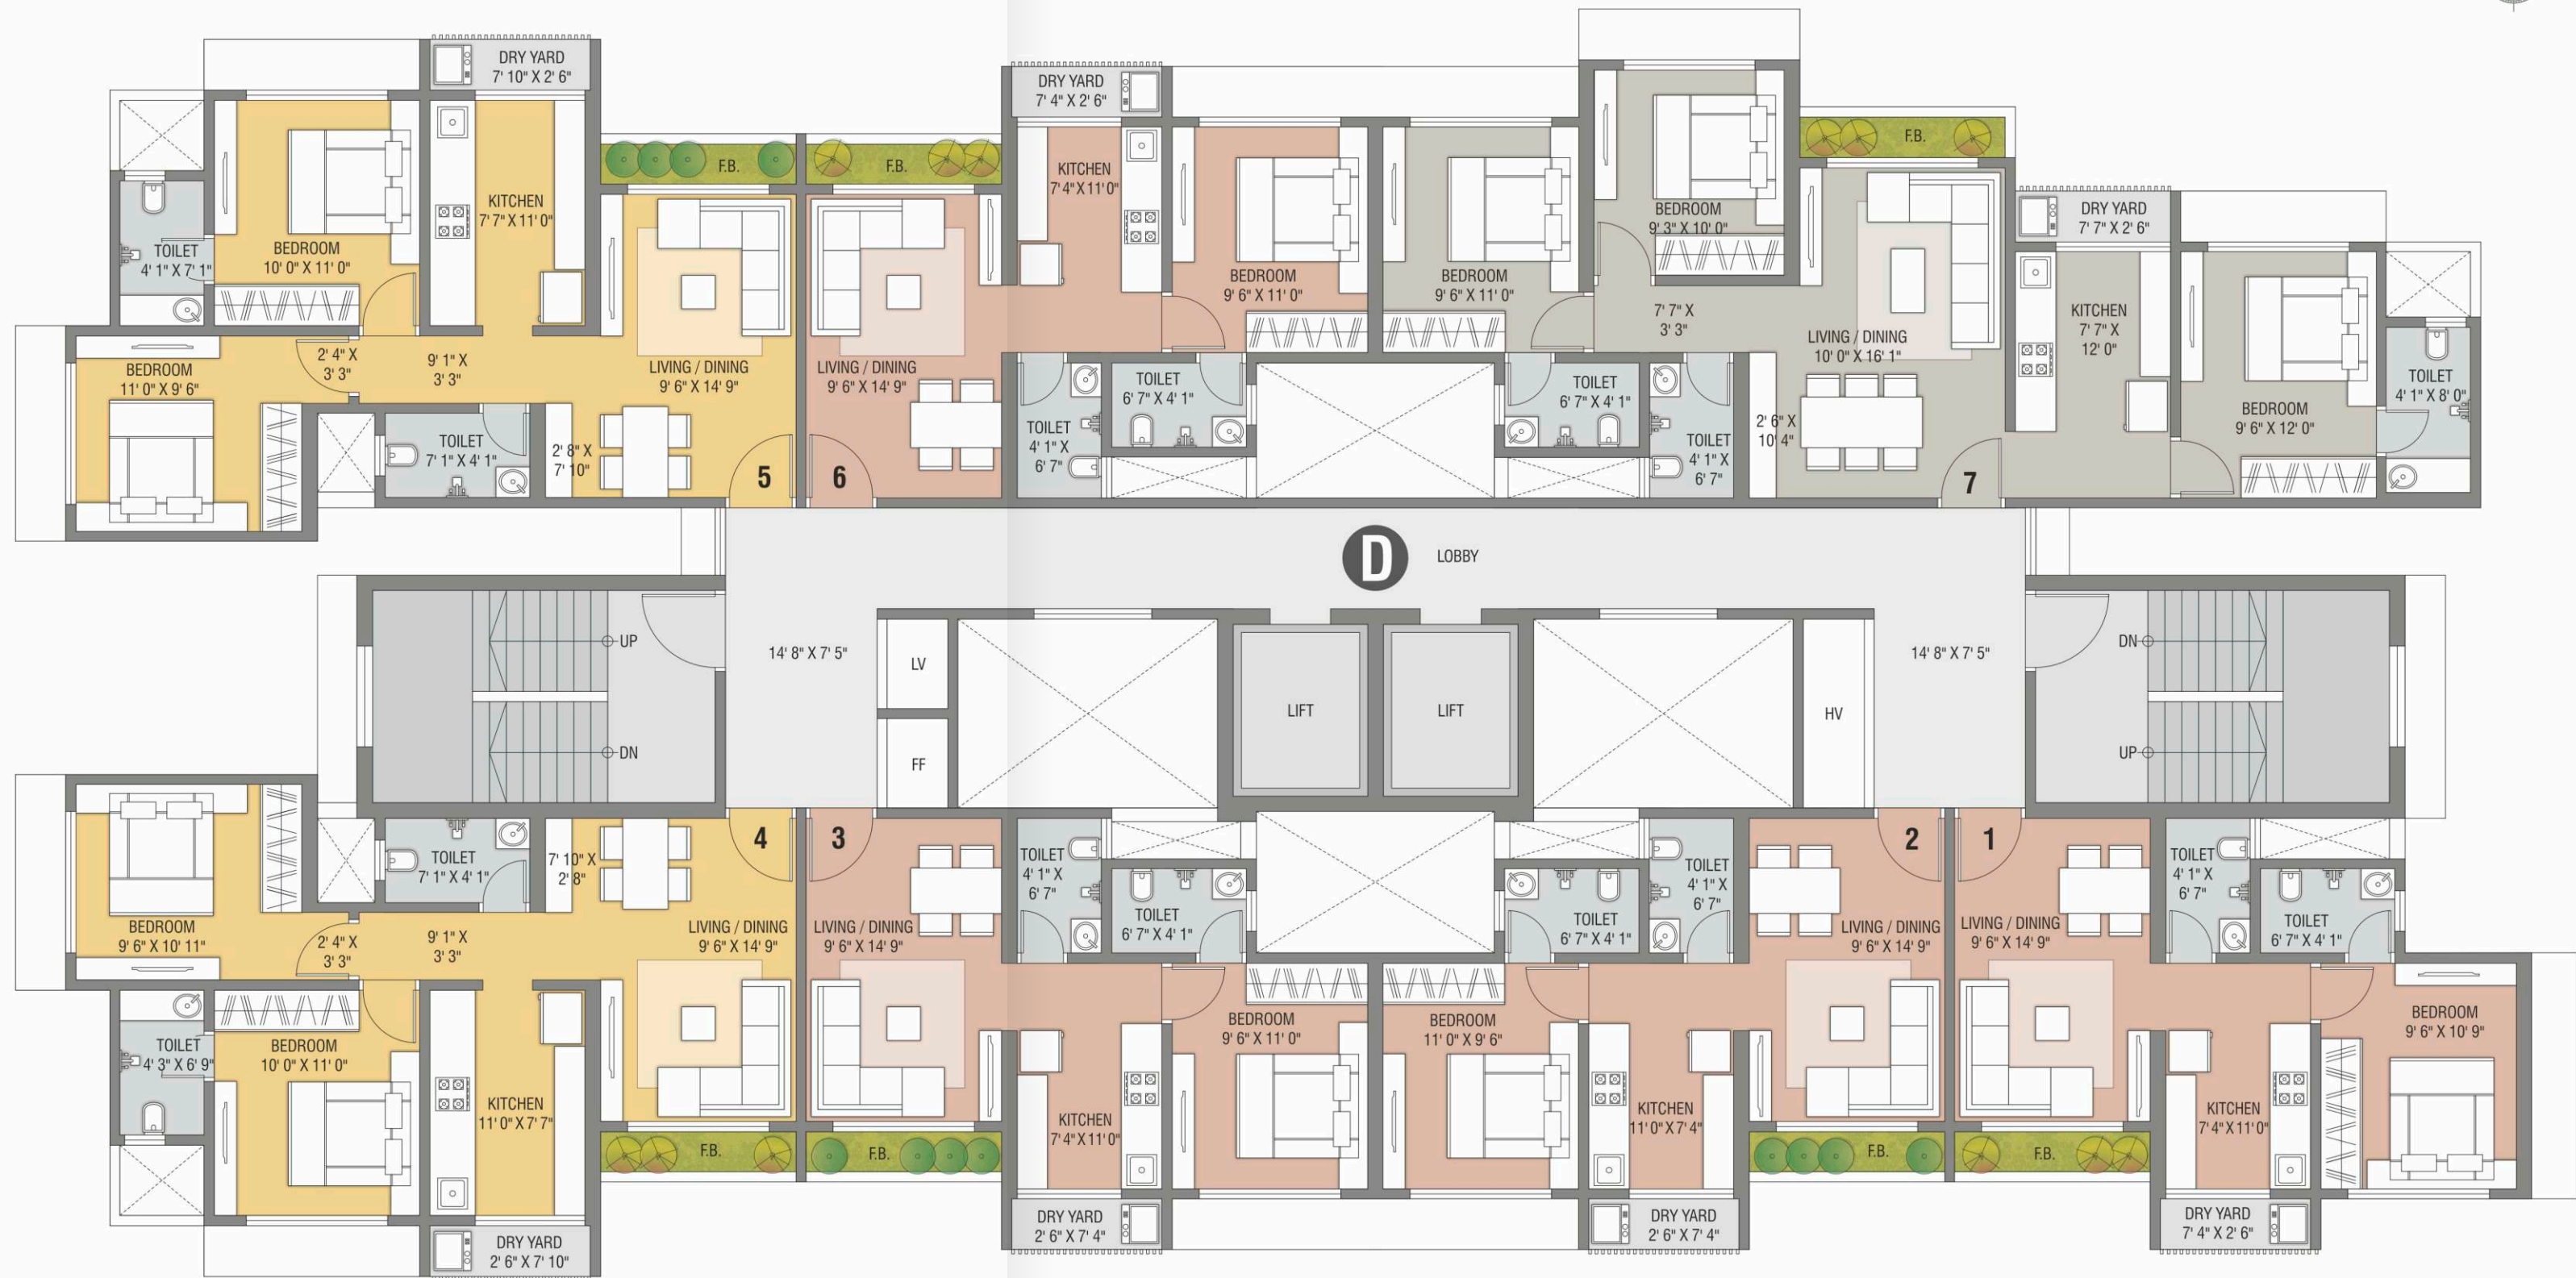 DRY YARD
7' 10" X 2' 6"
BEDROOM
10' 0" X 11' 0"
KITCHEN
7' 7" X 11' 0"
TOILET
4' 1" X 7' 1"
BEDROOM
11' 0" X 9' 6"
2' 4" X
3' 3"
9' 1" X
3' 3"
TOILET
7' 1" X 4' 1"
2' 8" X
7' 10"
F.B.
LIVING / DINING
9' 6" X 14' 9"
5
F.B.
LIVING / DINING
9' 6" X 14' 9"
6
DRY YARD
7' 4" X 2' 6"
KITCHEN
7' 4" X 11' 0"
BEDROOM
9' 6" X 11' 0"
TOILET
4' 1" X
6' 7"
TOILET
6' 7" X 4' 1"
BEDROOM
9' 6" X 11' 0"
BEDROOM
9' 3" X 10' 0"
7' 7" X
3' 3"
TOILET
6' 7" X 4' 1"
TOILET
4' 1" X
6' 7"
F.B.
LIVING / DINING
10' 0" X 16' 1"
2' 6" X
10' 4"
7
DRY YARD
7' 7" X 2' 6"
KITCHEN
7' 7" X
12' 0"
BEDROOM
9' 6" X 12' 0"
TOILET
4' 1" X 8' 0"
D
LOBBY
UP
DN
14' 8" X 7' 5"
LV
FF
LIFT
LIFT
HV
14' 8" X 7' 5"
DN
UP
BEDROOM
9' 6" X 10' 11"
TOILET
7' 1" X 4' 1"
2' 4" X
3' 3"
9' 1" X
3' 3"
7' 10" X
2' 8"
4
LIVING / DINING
9' 6" X 14' 9"
TOILET
4' 3" X 6' 9"
BEDROOM
10' 0" X 11' 0"
KITCHEN
11' 0" X 7' 7"
F.B.
DRY YARD
2' 6" X 7' 10"
3
LIVING / DINING
9' 6" X 14' 9"
F.B.
TOILET
4' 1" X
6' 7"
TOILET
6' 7" X 4' 1"
KITCHEN
7' 4" X 11' 0"
BEDROOM
9' 6" X 11' 0"
DRY YARD
2' 6" X 7' 4"
TOILET
6' 7" X 4' 1"
TOILET
4' 1" X
6' 7"
BEDROOM
11' 0" X 9' 6"
KITCHEN
11' 0" X 7' 4"
DRY YARD
2' 6" X 7' 4"
2
LIVING / DINING
9' 6" X 14' 9"
F.B.
1
LIVING / DINING
9' 6" X 14' 9"
F.B.
TOILET
4' 1" X
6' 7"
TOILET
6' 7" X 4' 1"
BEDROOM
9' 6" X 10' 9"
KITCHEN
7' 4" X 11' 0"
DRY YARD
7' 4" X 2' 6"